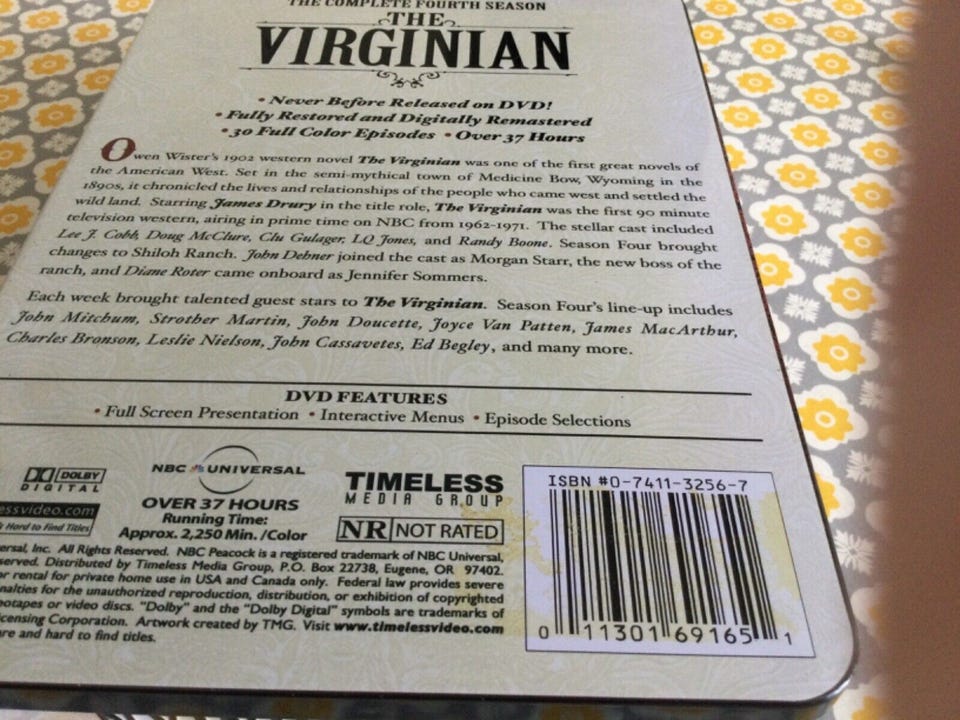 THE COMPLETE FOURTH SEASON
THE
VIRGINIAN
• Never Before Released on DVD!
• Fully Restored and Digitally Remastered
• 30 Full Color Episodes • Over 37 Hours
Owen Wister's 1902 western novel The Virginian was one of the first great novels of
the American West. Set in the semi-mythical town of Medicine Bow, Wyoming in the
1890s, it chronicled the lives and relationships of the people who came west and settled the
wild land. Starring James Drury in the title role, The Virginian was the first 90 minute
television western, airing in prime time on NBC from 1962-1971. The stellar cast included
Lee J. Cobb, Doug McClure, Clu Gulager, LQ Jones, and Randy Boone. Season Four brought
changes to Shiloh Ranch. John Dehner joined the cast as Morgan Starr, the new boss of the
ranch, and Diane Roter came onboard as Jennifer Sommers.
Each week brought talented guest stars to The Virginian. Season Four's line-up includes
John Mitchum, Strother Martin, John Doucette, Joyce Van Patten, James MacArthur,
Charles Bronson, Leslie Nielson, John Cassavetes, Ed Begley, and many more.
DVD FEATURES
• Full Screen Presentation • Interactive Menus • Episode Selections
DOLBY
DIGITAL
essvideo.com
Hard to Find Titles
NBC UNIVERSAL
OVER 37 HOURS
Running Time:
Approx. 2,250 Min. /Color
TIMELESS
MEDIA GROUP
NR NOT RATED
ersal, Inc. All Rights Reserved. NBC Peacock is a registered trademark of NBC Universal,
served. Distributed by Timeless Media Group, P.O. Box 22738, Eugene, OR 97402.
or rental for private home use in USA and Canada only. Federal law provides severe
nalties for the unauthorized reproduction, distribution, or exhibition of copyrighted
eotapes or video discs. "Dolby" and the "Dolby Digital" symbols are trademarks of
icensing Corporation. Artwork created by TMG. Visit www.timelessvideo.com
are and hard to find titles.
ISBN #0-7411-3256-7
0 11301 69165 1